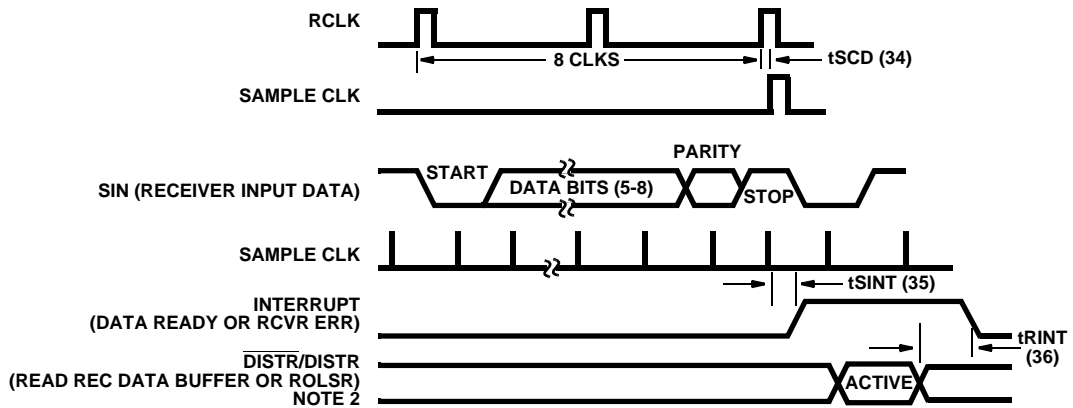 RCLK
8 CLKS
tSCD (34)
SAMPLE CLK
PARITY
START
SIN (RECEIVER INPUT DATA)
DATA BITS (5-8)
STOP
SAMPLE CLK
tSINT (35)
INTERRUPT
(DATA READY OR RCVR ERR)
tRINT
(36)
DISTR/DISTR
(READ REC DATA BUFFER OR ROLSR)
ACTIVE
NOTE 2